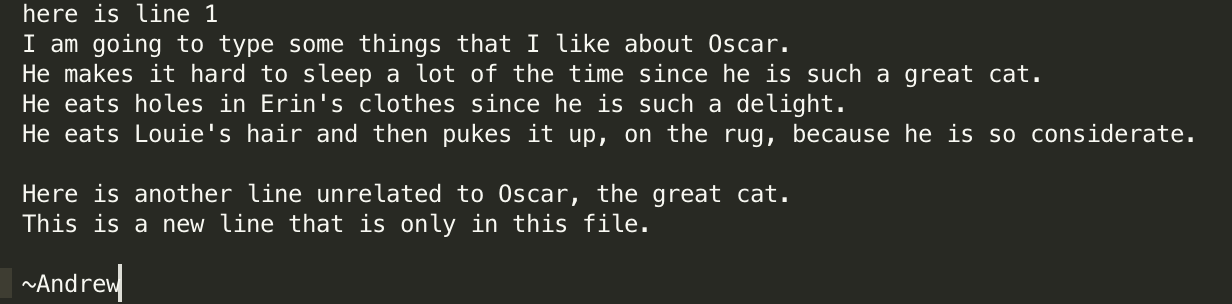 here is line 1
I am going to type some things that I like about Oscar.
He makes it hard to sleep a lot of the time since he is such a great cat.
He eats holes in Erin's clothes since he is such a delight.
He eats Louie's hair and then pukes it up, on the rug, because he is so considerate.

Here is another line unrelated to Oscar, the great cat.
This is a new line that is only in this file.

~Andrew